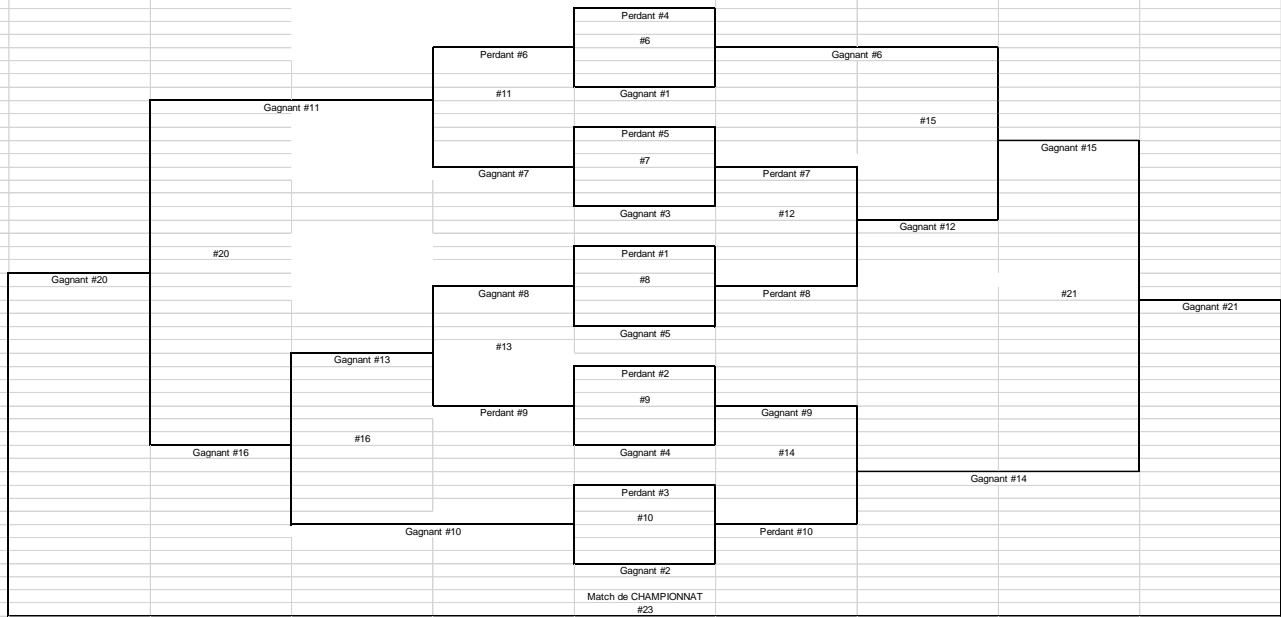 Perdant #4
#6
Perdant #6
Gagnant #6
#11
Gagnant #1
Gagnant #11
#15
Perdant #5
Gagnant #15
#7
Gagnant #7
Perdant #7
Gagnant #3
#12
Gagnant #12
#20
Perdant #1
Gagnant #20
#8
Gagnant #8
Perdant #8
#21
Gagnant #21
Gagnant #5
#13
Gagnant #13
Perdant #2
#9
Perdant #9
Gagnant #9
#16
Gagnant #16
Gagnant #4
#14
Gagnant #14
Perdant #3
#10
Gagnant #10
Perdant #10
Gagnant #2
Match de CHAMPIONNAT
#23